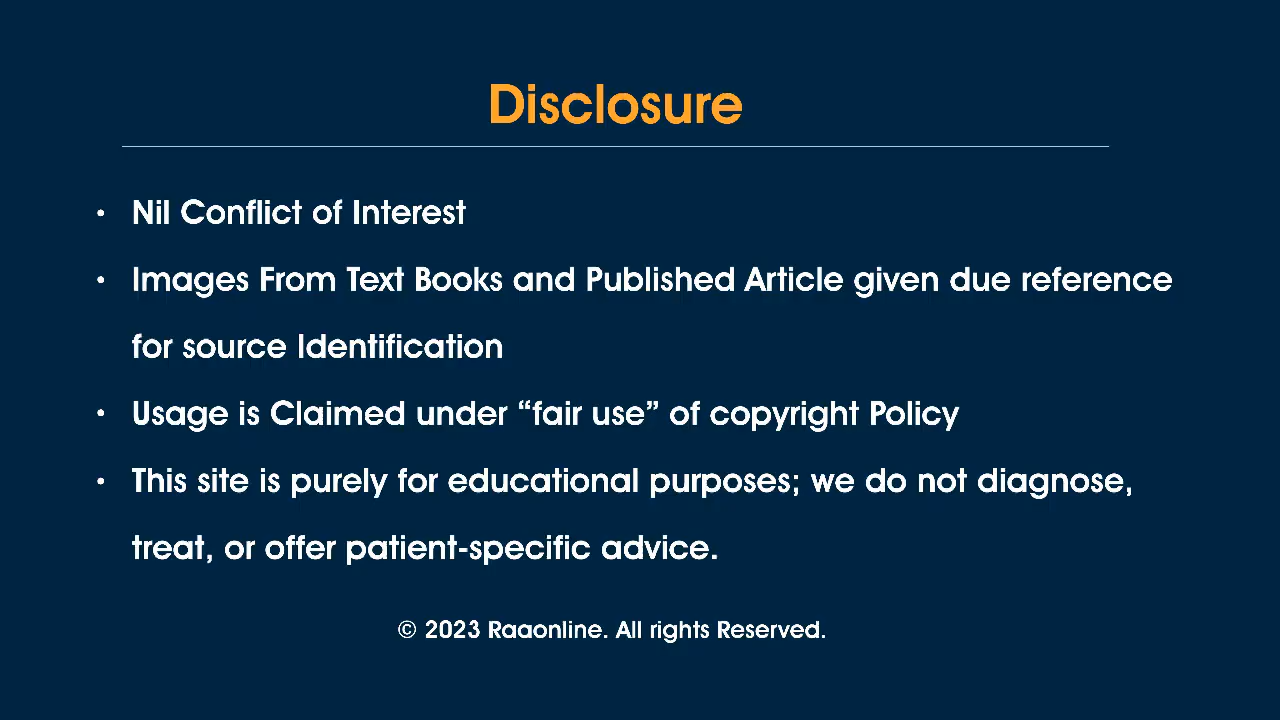 Disclosure
• Nil Conflict of Interest
• Images From Text Books and Published Article given due reference
for source Identification
• Usage is Claimed under “fair use” of copyright Policy
• This site is purely for educational purposes; we do not diagnose,
treat, or offer patient-specific advice.
© 2023 Raaonline. All rights Reserved.